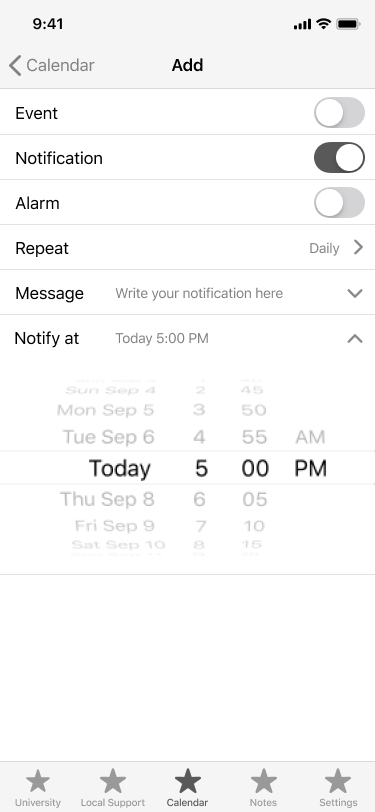 9:41
Calendar Add
Event
Notification
Alarm
Repeat Daily
Message Write your notification here
Notify at Today 5:00 PM
Sun Sep 4 2 45
Mon Sep 5 3 50
Tue Sep 6 4 55 AM
Today 5 00 PM
Thu Sep 8 6 05
Fri Sep 9 7 10
Sat Sep 10 8 15
University Local Support Calendar Notes Settings